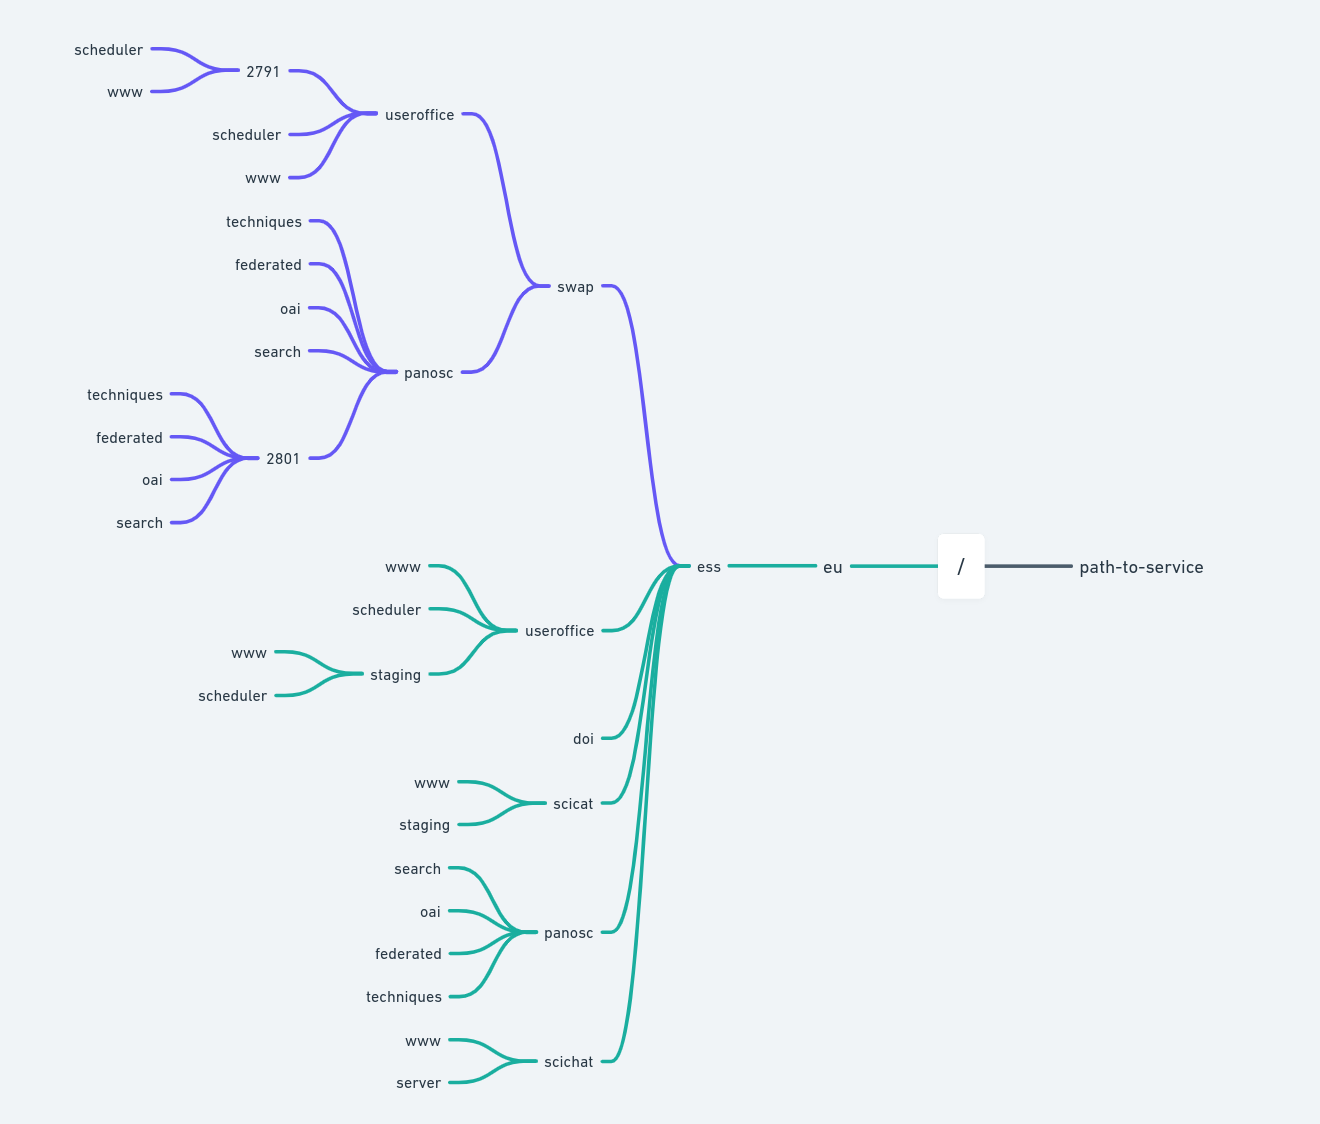 scheduler
2791
www
useroffice
scheduler
www
techniques
federated
swap
oai
search
panosc
techniques
federated
2801
oai
search
www
ess
eu
/
path-to-service
scheduler
useroffice
www
staging
scheduler
doi
www
scicat
staging
search
oai
panosc
federated
techniques
www
scichat
server